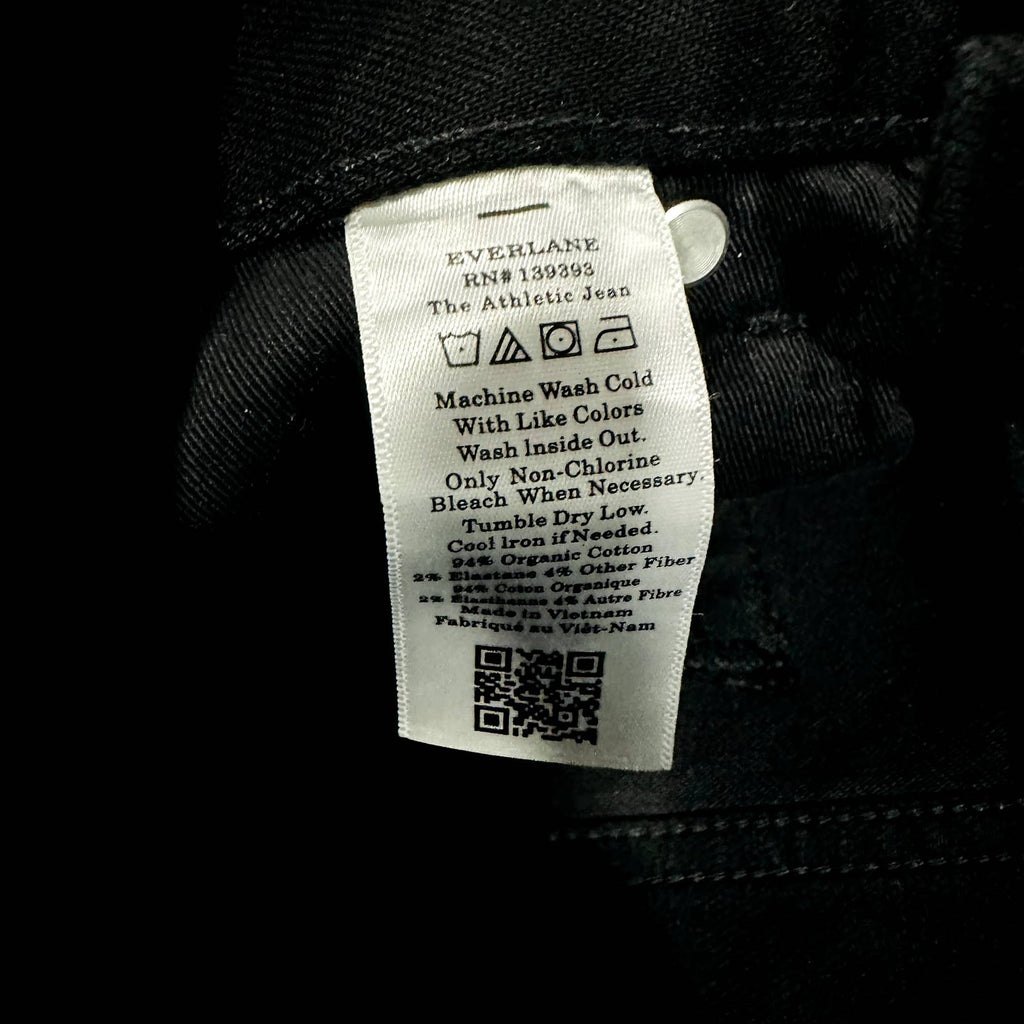 EVERLANE
RN# 139393
The Athletic Jean
Machine Wash Cold
With Like Colors
Wash Inside Out.
Only Non-Chlorine
Bleach When Necessary.
Tumble Dry Low.
Cool Iron if Needed.
94% Organic Cotton
2% Elastane 4% Other Fiber
94% Coton Organique
2% Elasthanne 4% Autre Fibre
Made in Vietnam
Fabriqué au Viêt-Nam